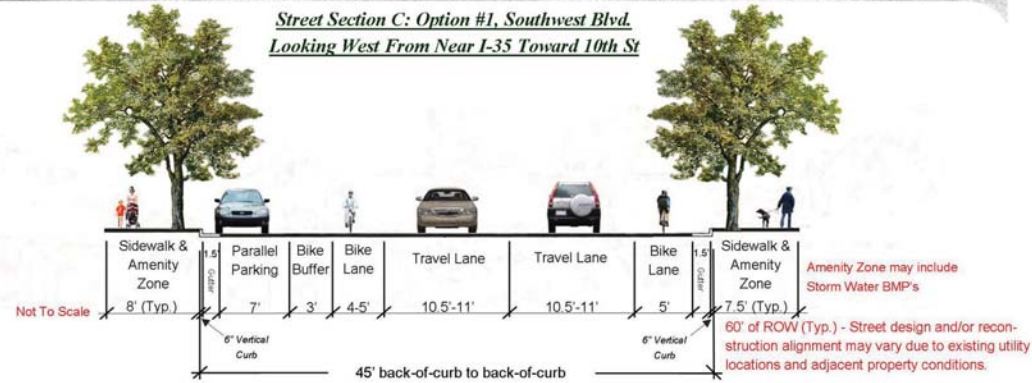 Street Section C: Option #1, Southwest Blvd.
Looking West From Near I-35 Toward 10th St
Sidewalk &
Amenity
Zone
8' (Typ.)
1.5'
Gutter
Parallel
Parking
7'
Bike
Buffer
3'
Bike
Lane
4-5'
Travel Lane
10.5'-11'
Travel Lane
10.5'-11'
Bike
Lane
5'
1.5'
Gutter
Sidewalk &
Amenity
Zone
7.5' (Typ.)
Amenity Zone may include
Storm Water BMP's
Not To Scale
6" Vertical
Curb
6" Vertical
Curb
60' of ROW (Typ.) - Street design and/or recon-
struction alignment may vary due to existing utility
locations and adjacent property conditions.
45' back-of-curb to back-of-curb